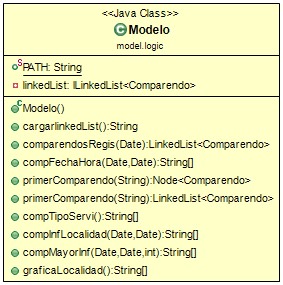 <<Java Class>>
Modelo
model.logic
PATH: String
linkedList: ILinkedList<Comparendo>
Modelo()
cargarlinkedList():String
comparendosRegis(Date):LinkedList<Comparendo>
compFechaHora(Date,Date):String[]
primerComparendo(String):Node<Comparendo>
primerComparendo(String):LinkedList<Comparendo>
compTipoServi():String[]
compInfLocalidad(Date,Date):String[]
compMayorInf(Date,Date,int):String[]
graficaLocalidad():String[]